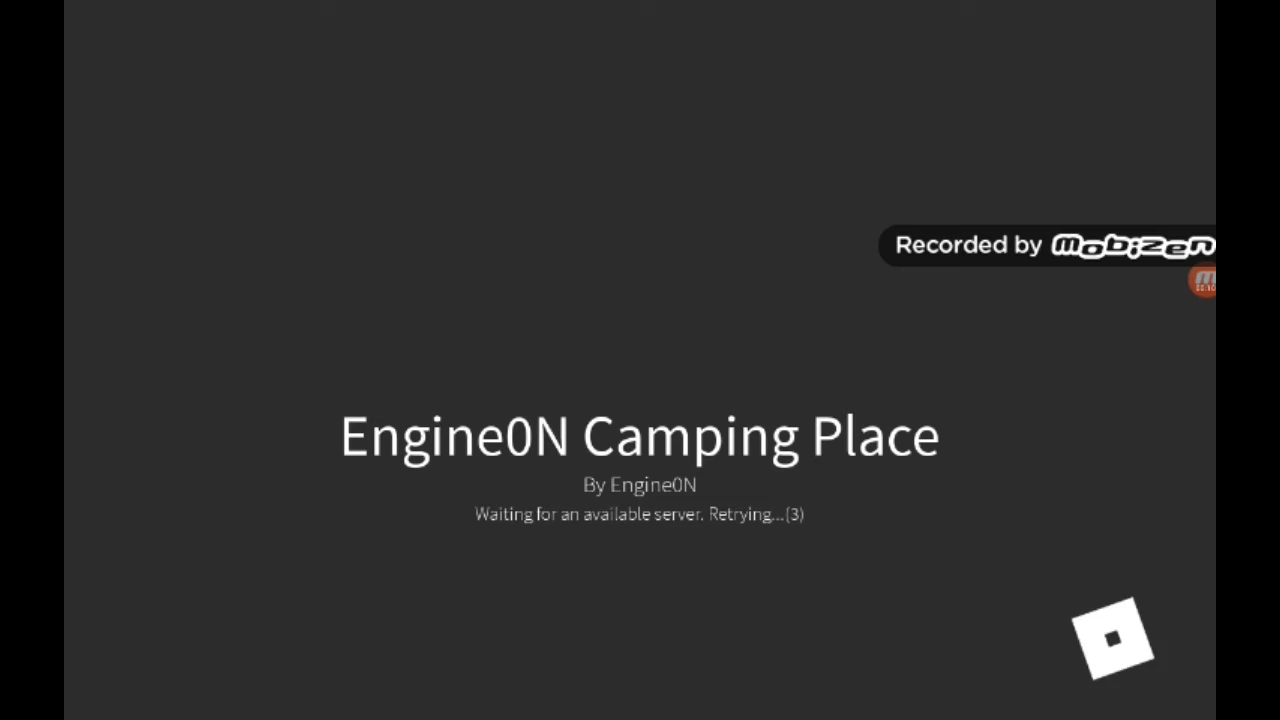 Recorded by mobizen
Engine0N Camping Place
By Engine0N
Waiting for an available server. Retrying...(3)